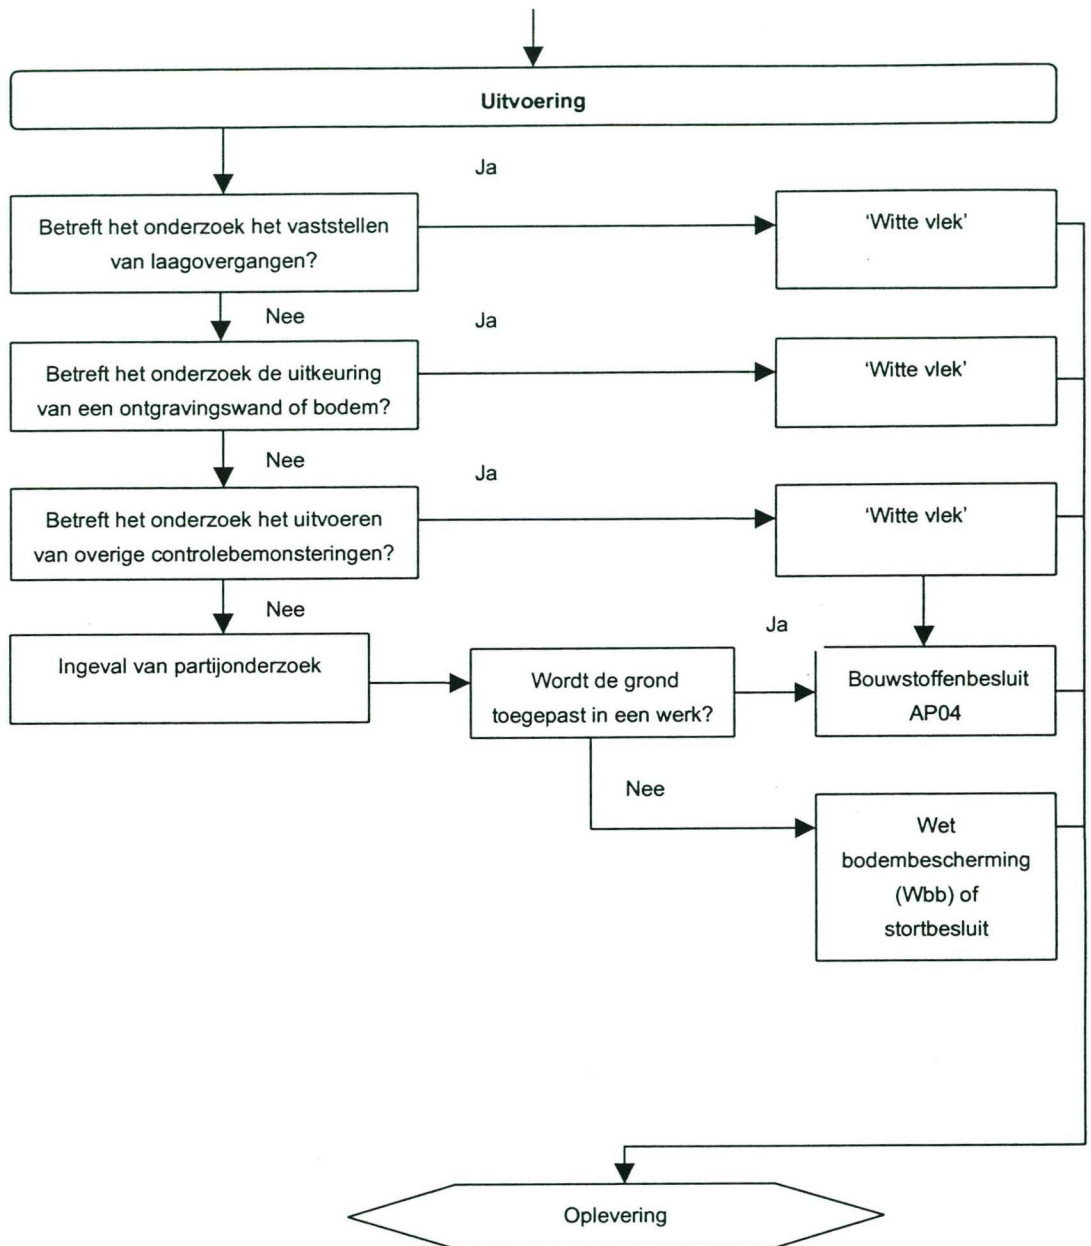 Uitvoering
Ja
Betreft het onderzoek het vaststellen
van laagovergangen?
'Witte vlek'
Nee
Ja
Betreft het onderzoek de uitkeuring
van een ontgravingswand of bodem?
'Witte vlek'
Nee
Ja
Betreft het onderzoek het uitvoeren
van overige controlebemonsteringen?
'Witte vlek'
Nee
Ja
Ingeval van partijonderzoek
Wordt de grond
toegepast in een werk?
Bouwstoffenbesluit
AP04
Nee
Wet
bodembescherming
(Wbb) of
stortbesluit
Oplevering